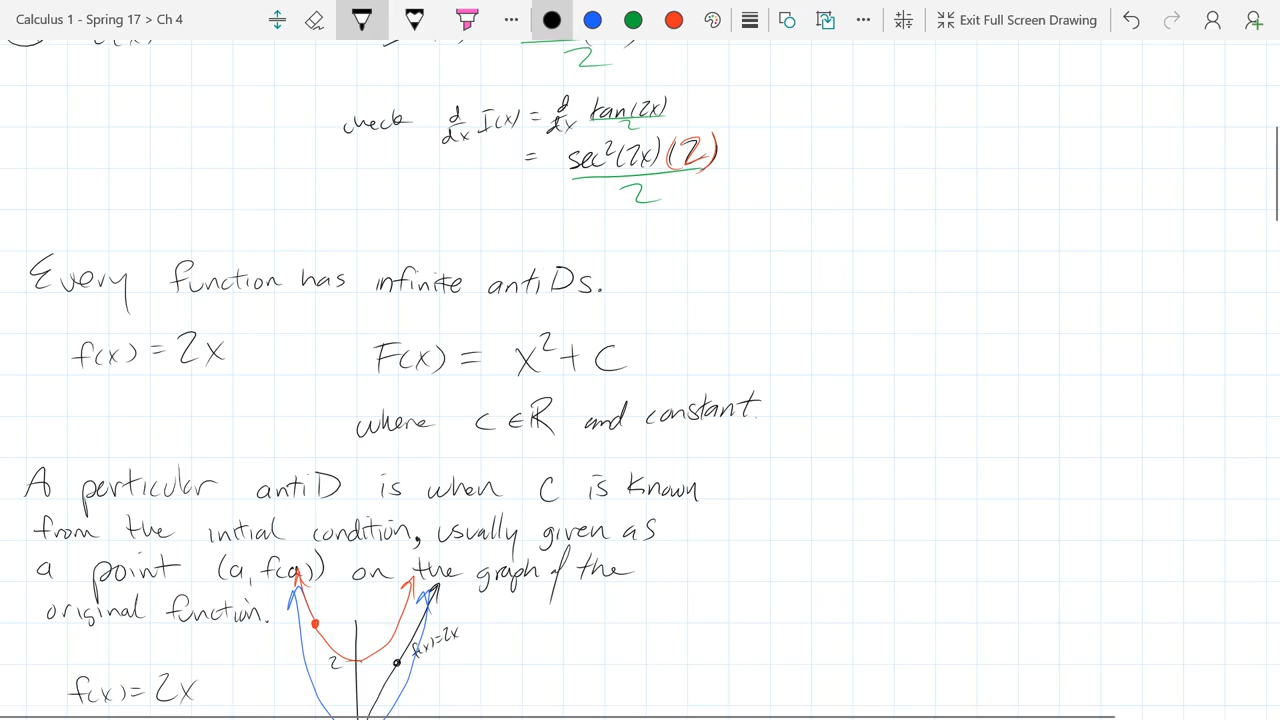 Calculus 1 - Spring 17 > Ch 4
Exit Full Screen Drawing
2
check d/dx I(x) = d/dx tan(2x)/2
= sec²(2x)(2)/2
Every function has infinite antiDs.
f(x) = 2x F(x) = x² + C
where C ∈ ℝ and constant.
A perticular antiD is when C is known
from the initial condition, usually given as
a point (a, f(a)) on the graph of the
original function.
f(x)=2x
2
f(x) = 2x